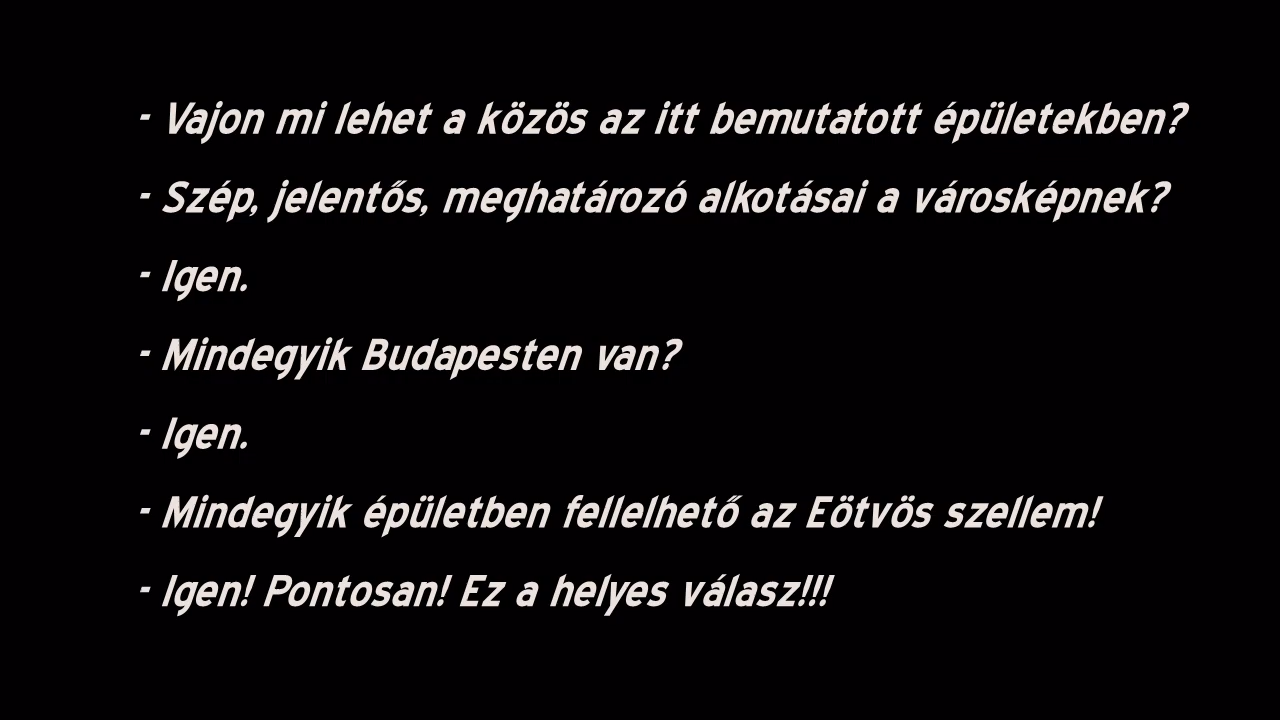 - Vajon mi lehet a közös az itt bemutatott épületekben?
- Szép, jelentős, meghatározó alkotásai a városképnek?
- Igen.
- Mindegyik Budapesten van?
- Igen.
- Mindegyik épületben fellelhető az Eötvös szellem!
- Igen! Pontosan! Ez a helyes válasz!!!